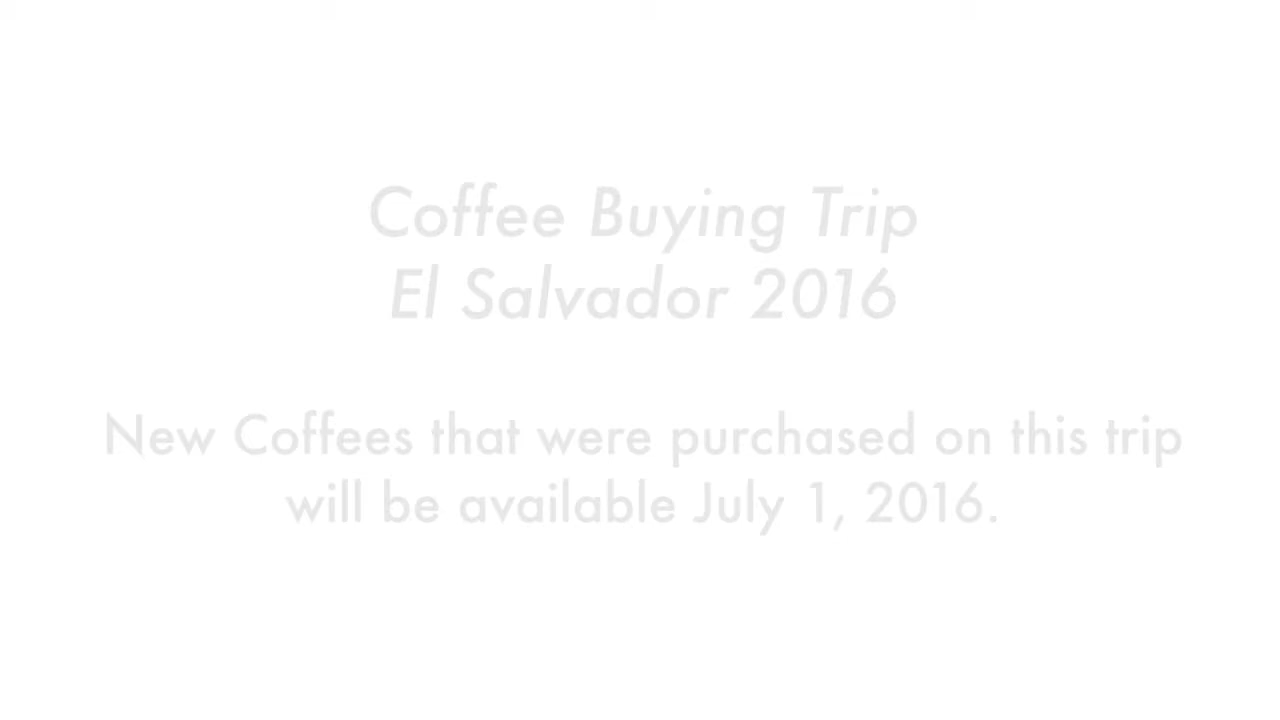 Coffee Buying Trip
El Salvador 2016
New Coffees that were purchased on this trip
will be available July 1, 2016.